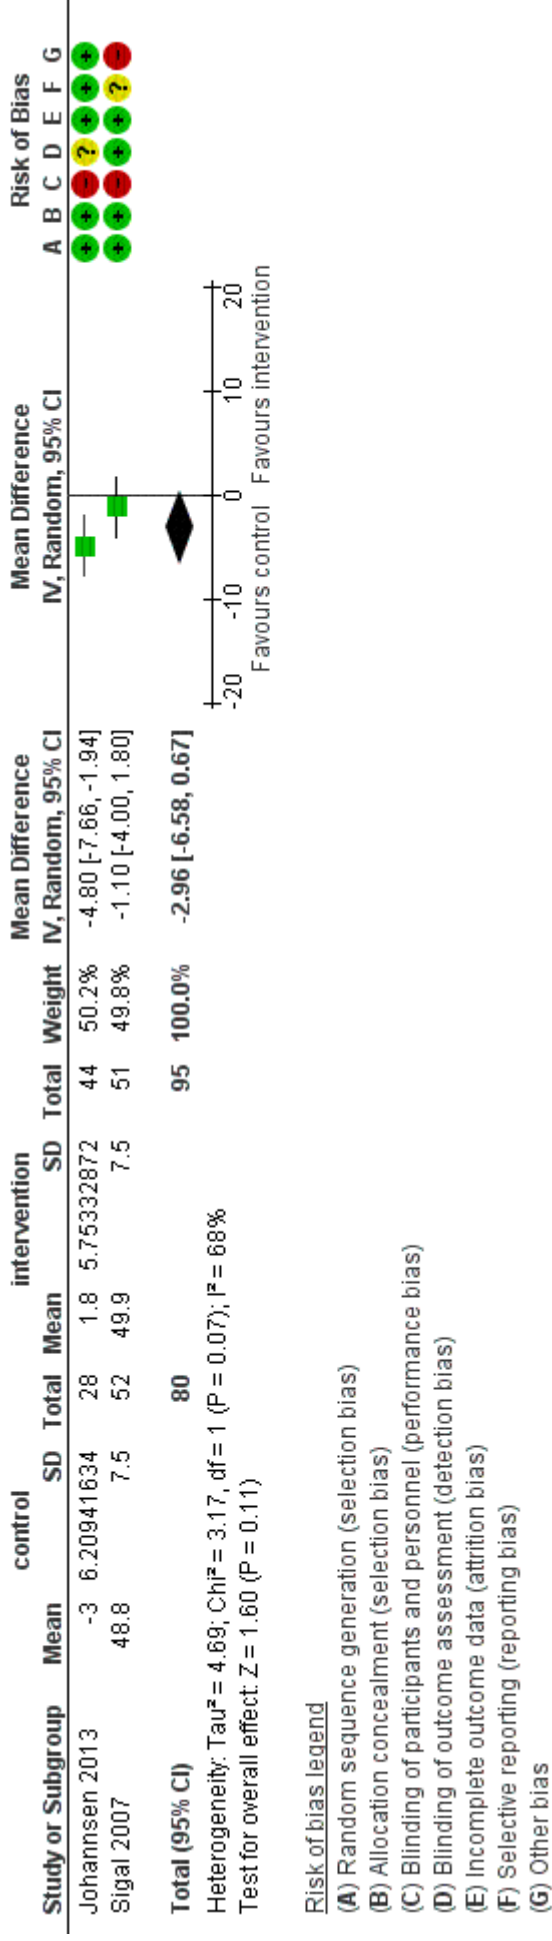 control intervention Mean Difference Mean Difference Risk of Bias
Study or Subgroup Mean SD Total Mean SD Total Weight IV, Random, 95% CI IV, Random, 95% CI A B C D E F G
Johannsen 2013 -3 6.20941634 28 1.8 5.75332872 44 50.2% -4.80 [-7.66, -1.94] + + - ? + + +
Sigal 2007 48.8 7.5 52 49.9 7.5 51 49.8% -1.10 [-4.00, 1.80] + + - + + ? -
Total (95% CI) 80 95 100.0% -2.96 [-6.58, 0.67]
Heterogeneity: Tau² = 4.69; Chi² = 3.17, df = 1 (P = 0.07); I² = 68%
Test for overall effect: Z = 1.60 (P = 0.11)
-20 -10 0 10 20
Favours control Favours intervention
Risk of bias legend
(A) Random sequence generation (selection bias)
(B) Allocation concealment (selection bias)
(C) Blinding of participants and personnel (performance bias)
(D) Blinding of outcome assessment (detection bias)
(E) Incomplete outcome data (attrition bias)
(F) Selective reporting (reporting bias)
(G) Other bias